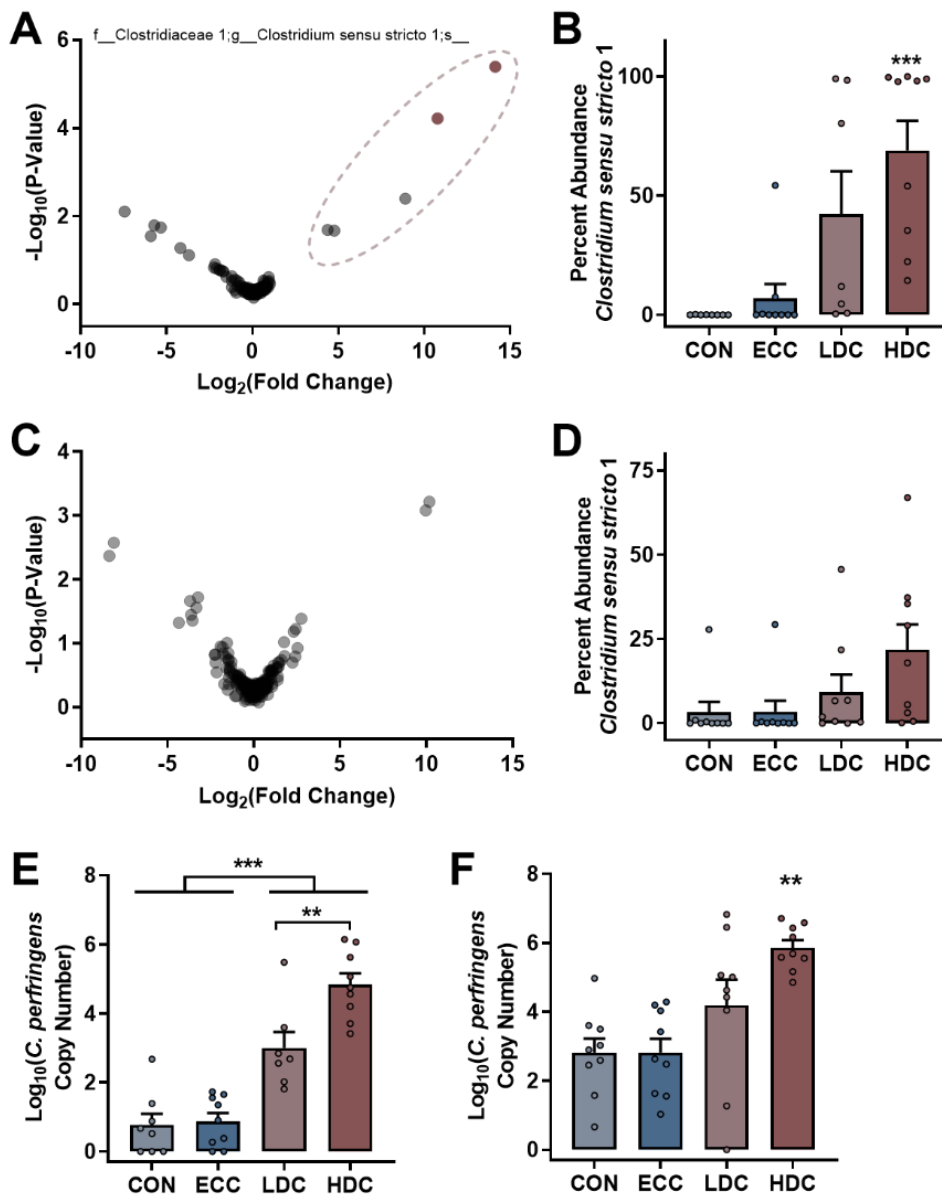 A
f__Clostridiaceae 1;g__Clostridium sensu stricto 1;s__
6
4
2
0
-Log10(P-Value)
-10
-5
0
5
10
15
Log2(Fold Change)
B
***
100
50
0
Percent Abundance
Clostridium sensu stricto 1
CON
ECC
LDC
HDC
C
4
3
2
1
0
-Log10(P-Value)
-10
-5
0
5
10
15
Log2(Fold Change)
D
75
50
25
0
Percent Abundance
Clostridium sensu stricto 1
CON
ECC
LDC
HDC
E
***
**
8
6
4
2
0
Log10(C. perfringens
Copy Number)
CON
ECC
LDC
HDC
F
**
8
6
4
2
0
Log10(C. perfringens
Copy Number)
CON
ECC
LDC
HDC